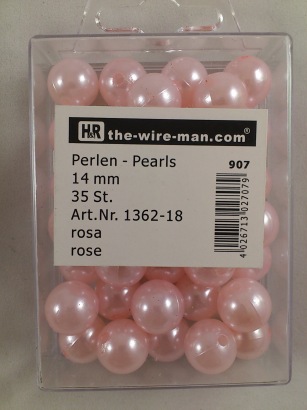 H&R the-wire-man.com®
Perlen - Pearls 907
14 mm
35 St.
Art.Nr. 1362-18
rosa
rose
4 026713 027079